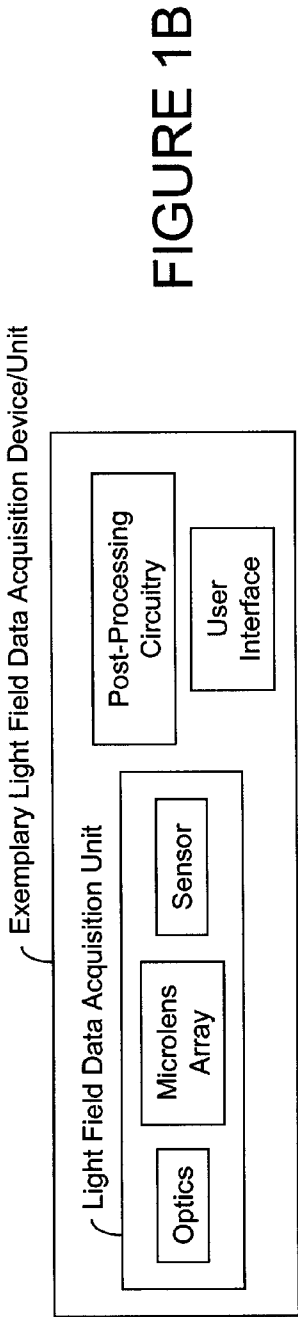 Exemplary Light Field Data Acquisition Device/Unit
Light Field Data Acquisition Unit
Optics
Microlens
Array
Sensor
Post-Processing
Circuitry
User
Interface
FIGURE 1B